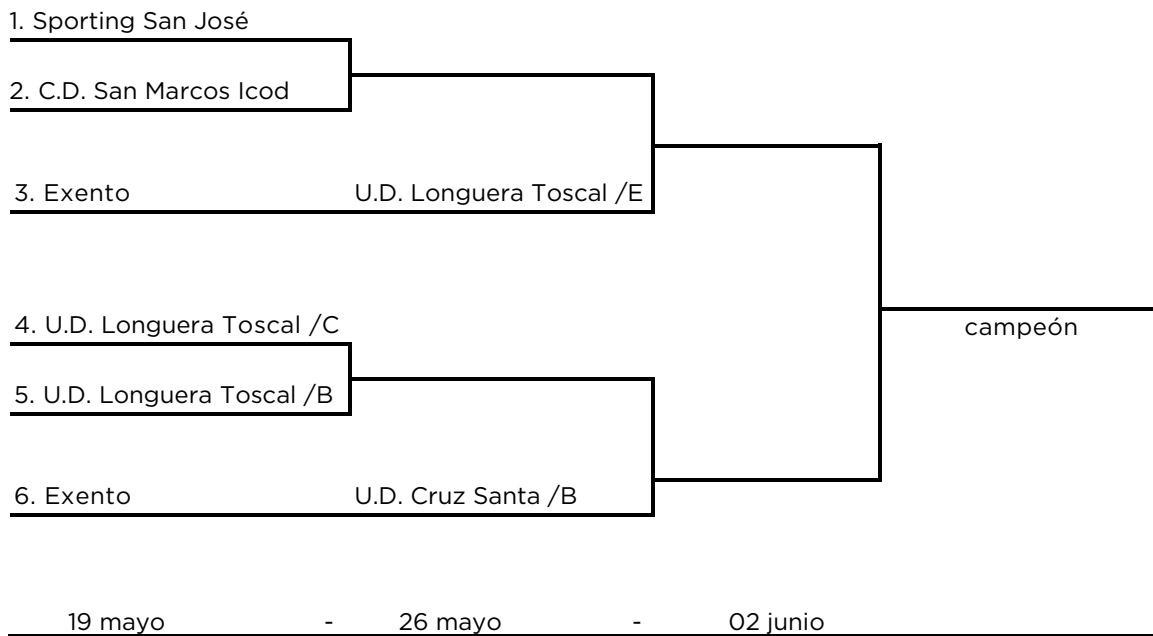 1. Sporting San José
2. C.D. San Marcos Icod
3. Exento U.D. Longuera Toscal /E
4. U.D. Longuera Toscal /C
campeón
5. U.D. Longuera Toscal /B
6. Exento U.D. Cruz Santa /B
19 mayo - 26 mayo - 02 junio